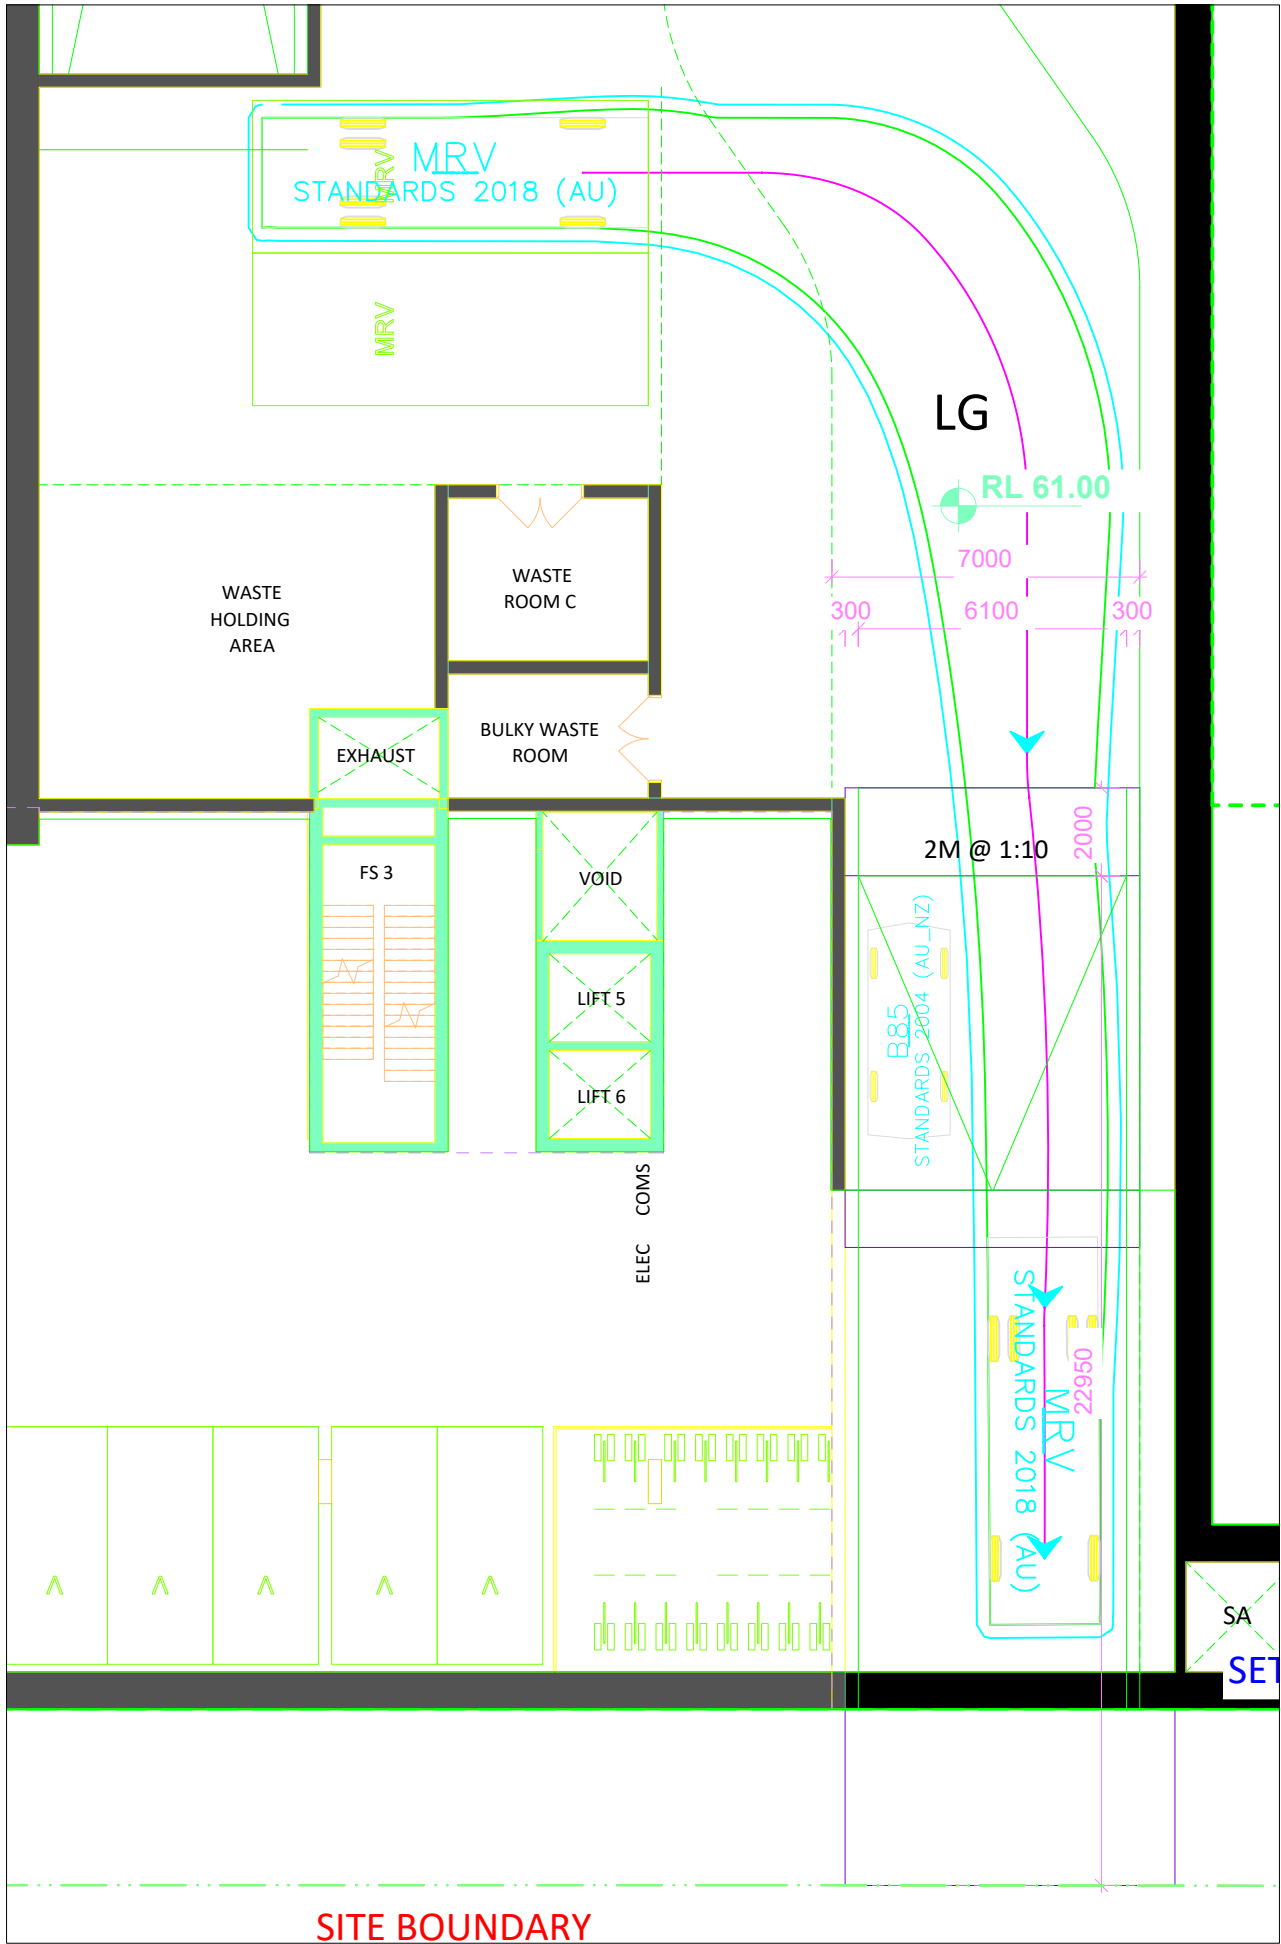 MRV
STANDARDS 2018 (AU)
MRV
MRV
LG
RL 61.00
7000
300
6100
300
WASTE
HOLDING
AREA
WASTE
ROOM C
BULKY WASTE
ROOM
EXHAUST
2M @ 1:10
2000
FS 3
VOID
LIFT 5
LIFT 6
B85
STANDARDS 2004 (AU_NZ)
ELEC COMS
MRV
STANDARDS 2018 (AU)
22950
SA
SET
SITE BOUNDARY